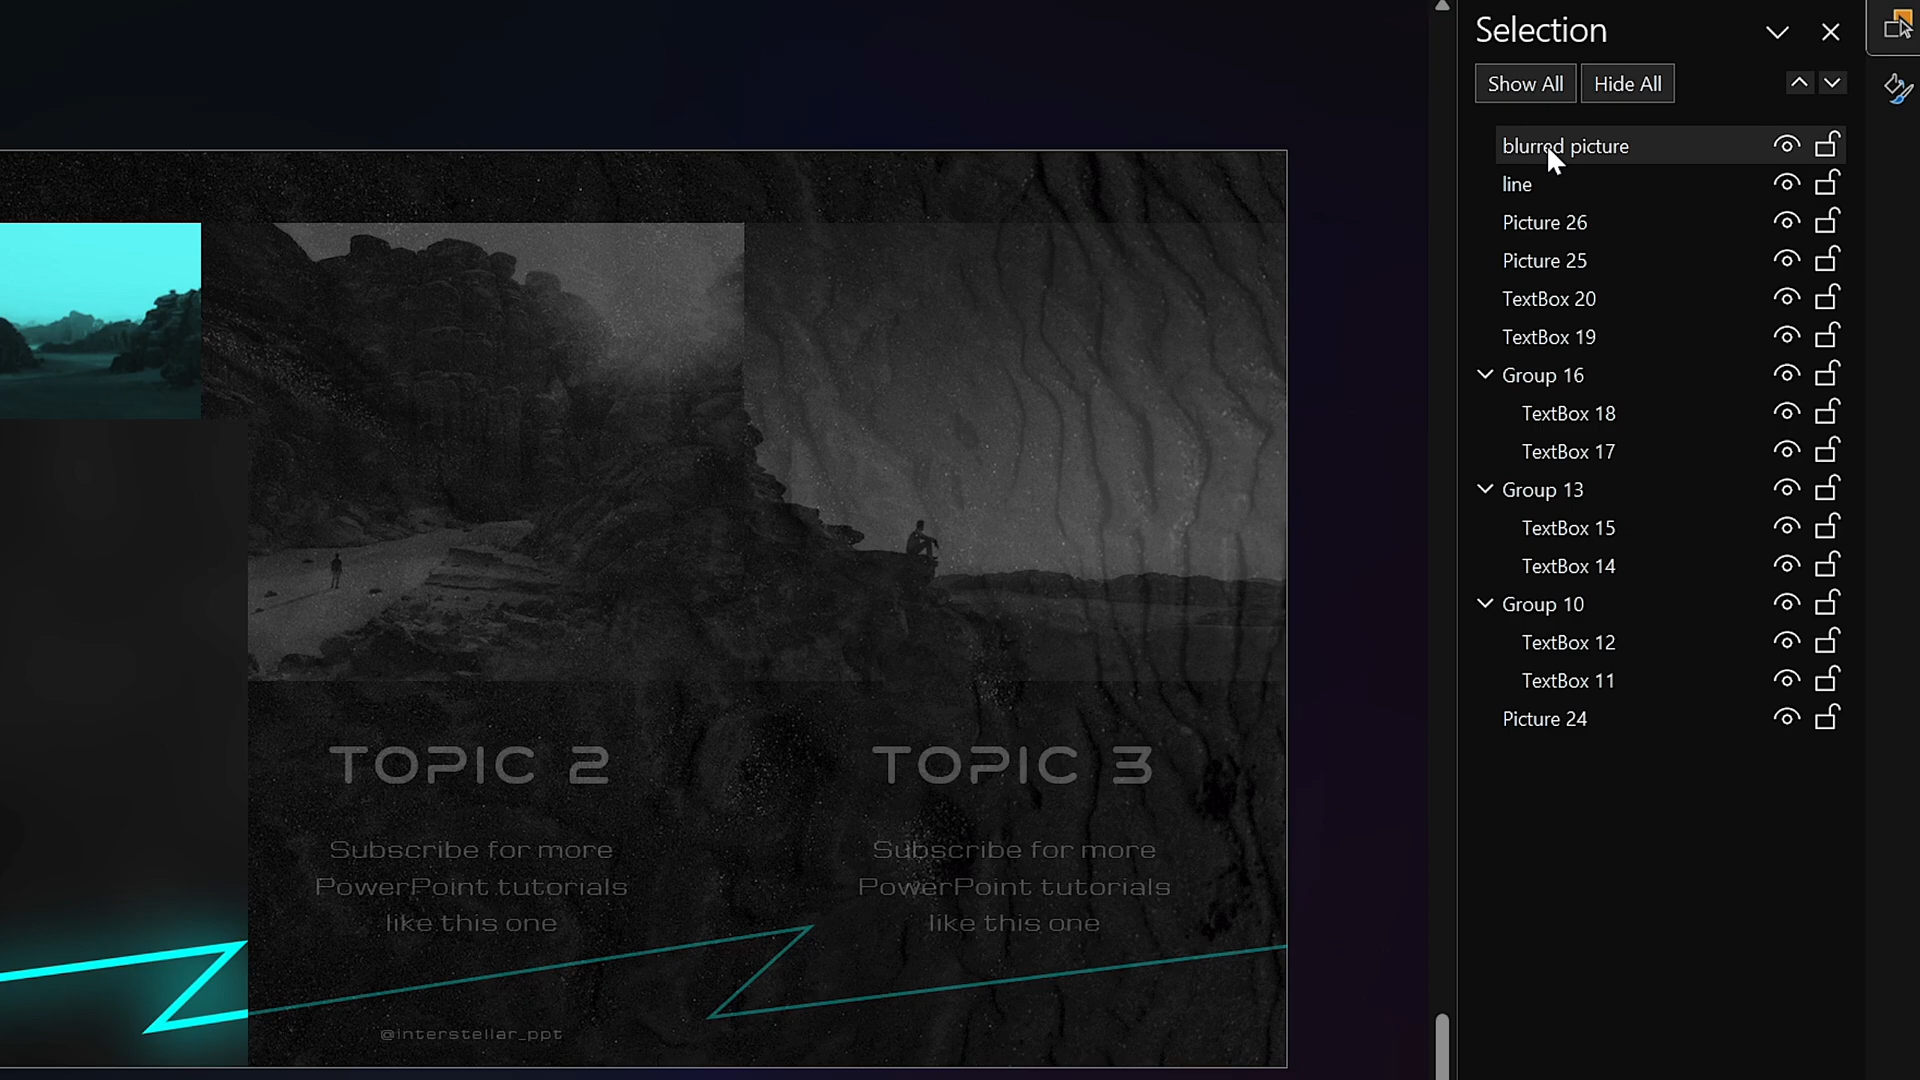 Selection
Show All
Hide All
blurred picture
line
Picture 26
Picture 25
TextBox 20
TextBox 19
Group 16
TextBox 18
TextBox 17
Group 13
TextBox 15
TextBox 14
Group 10
TextBox 12
TextBox 11
Picture 24
TOPIC 2
Subscribe for more
PowerPoint tutorials
like this one
TOPIC 3
Subscribe for more
PowerPoint tutorials
like this one
@interstellar_ppt